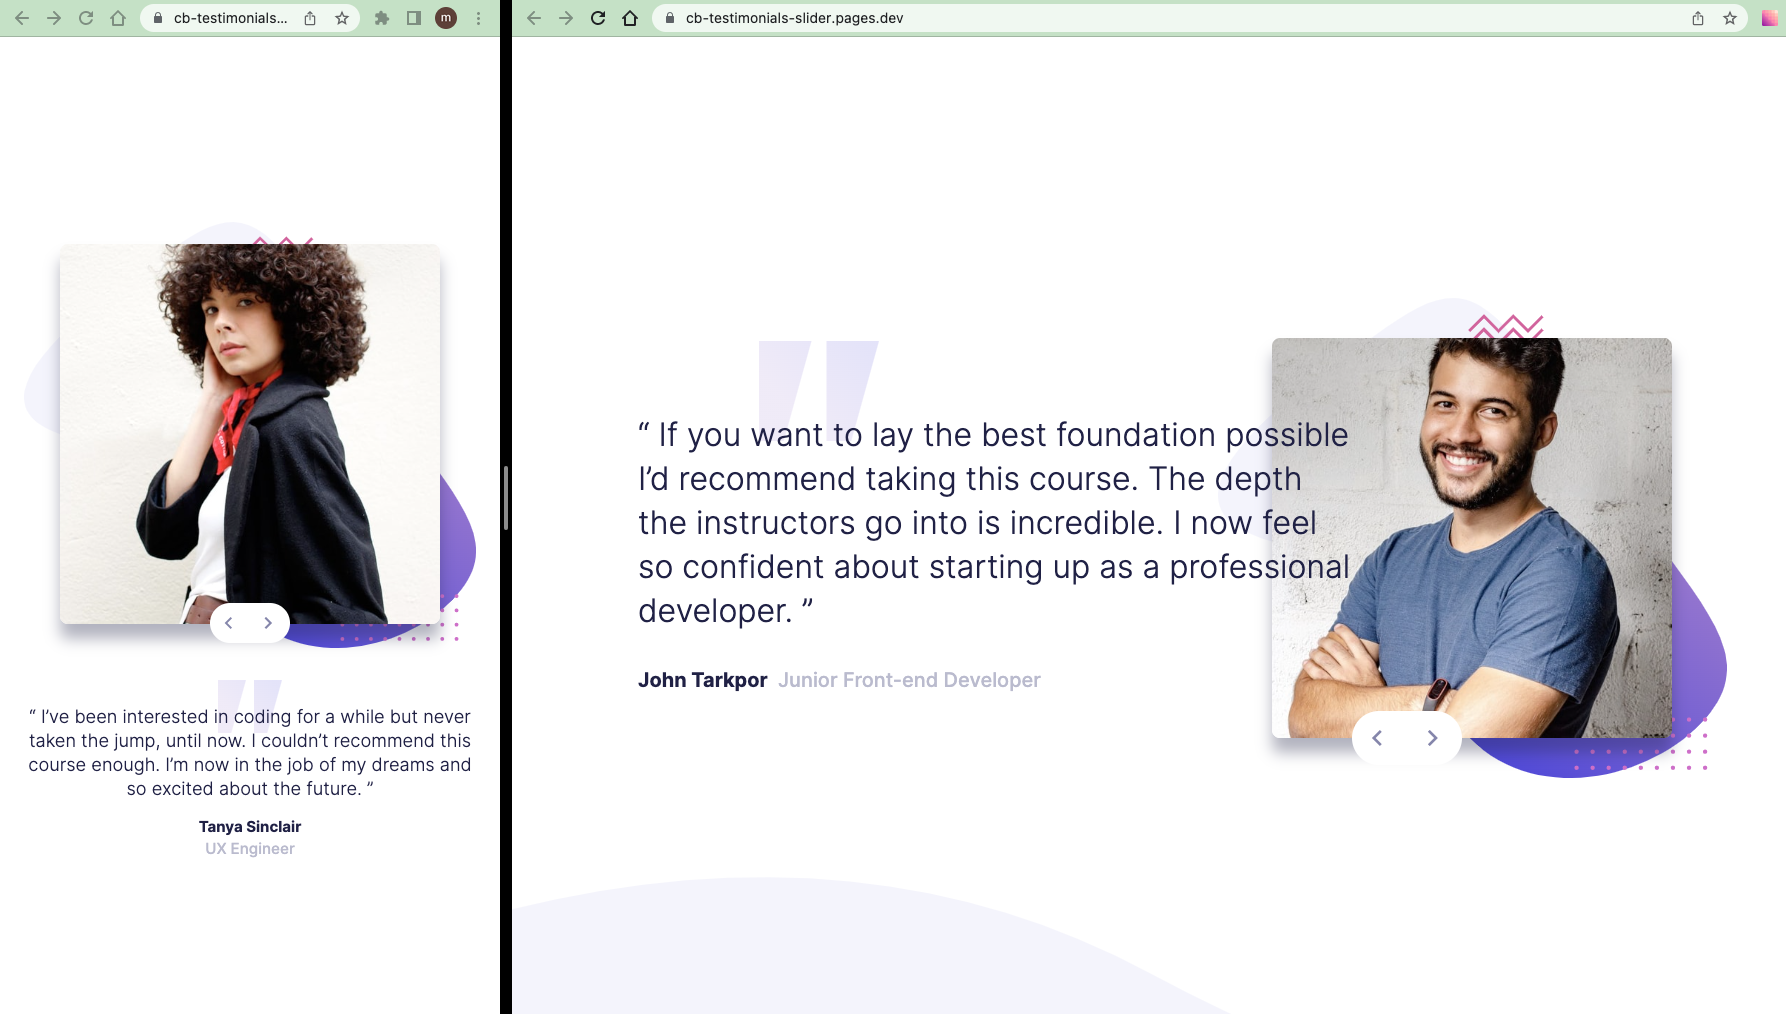 cb-testimonials...
m
“ I’ve been interested in coding for a while but never
taken the jump, until now. I couldn’t recommend this
course enough. I’m now in the job of my dreams and
so excited about the future. ”
Tanya Sinclair
UX Engineer
cb-testimonials-slider.pages.dev
“ If you want to lay the best foundation possible
I’d recommend taking this course. The depth
the instructors go into is incredible. I now feel
so confident about starting up as a professional
developer. ”
John Tarkpor Junior Front-end Developer